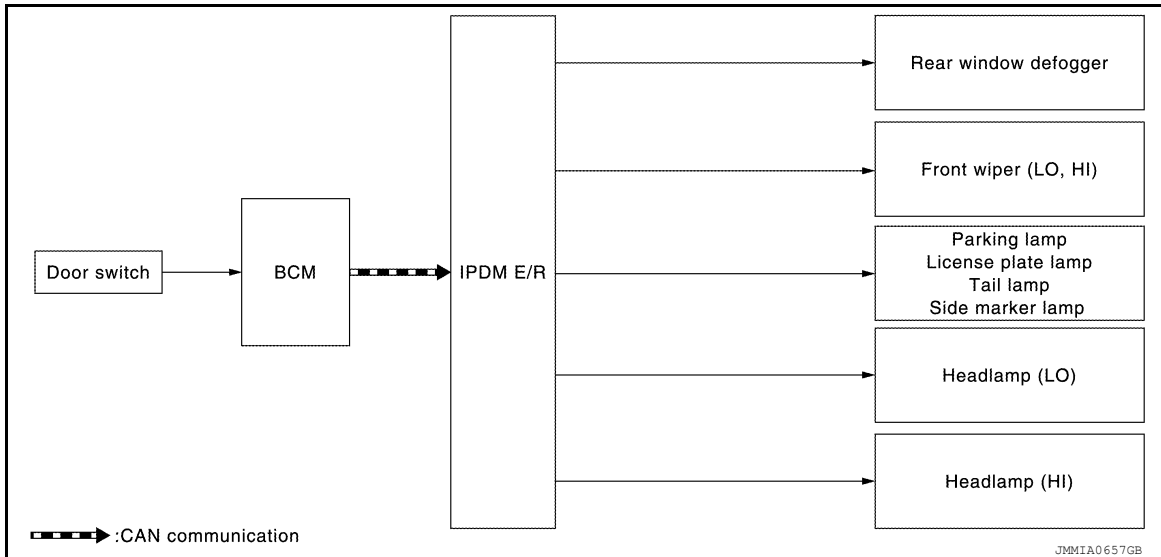 Door switch
BCM
IPDM E/R
Rear window defogger
Front wiper (LO, HI)
Parking lamp
License plate lamp
Tail lamp
Side marker lamp
Headlamp (LO)
Headlamp (HI)
:CAN communication
JMMIA0657GB